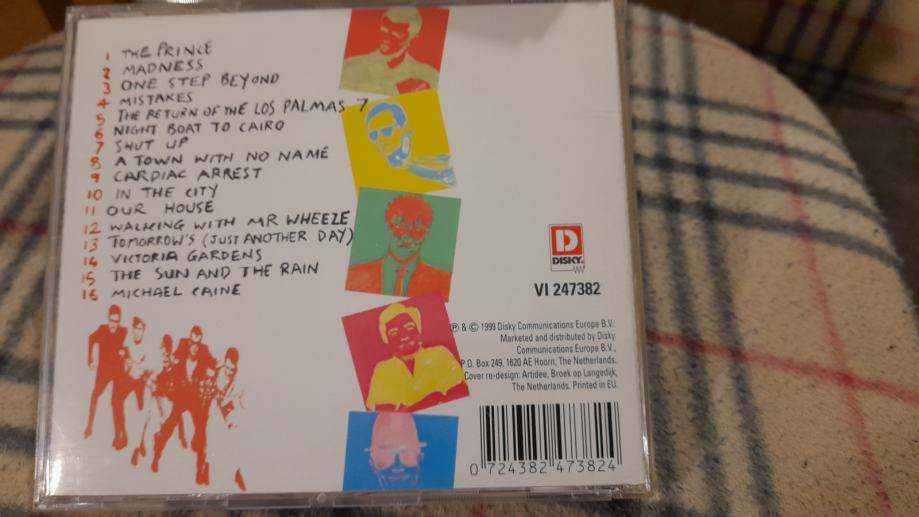 1 THE PRINCE
2 MADNESS
3 ONE STEP BEYOND
4 MISTAKES
5 THE RETURN OF THE LOS PALMAS 7
6 NIGHT BOAT TO CAIRO
7 SHUT UP
8 A TOWN WITH NO NAME
9 CARDIAC ARREST
10 IN THE CITY
11 OUR HOUSE
12 WALKING WITH MR WHEEZE
13 TOMORROW'S (JUST ANOTHER DAY)
14 VICTORIA GARDENS
15 THE SUN AND THE RAIN
16 MICHAEL CAINE
D
DISKY.
VI 247382
℗ & © 1999 Disky Communications Europe B.V.
Marketed and distributed by Disky
Communications Europe B.V.,
P.O. Box 249, 1620 AE Hoorn, The Netherlands.
Cover re-design: Artidee, Broek op Langedijk,
The Netherlands. Printed in EU.
0 724382 473824